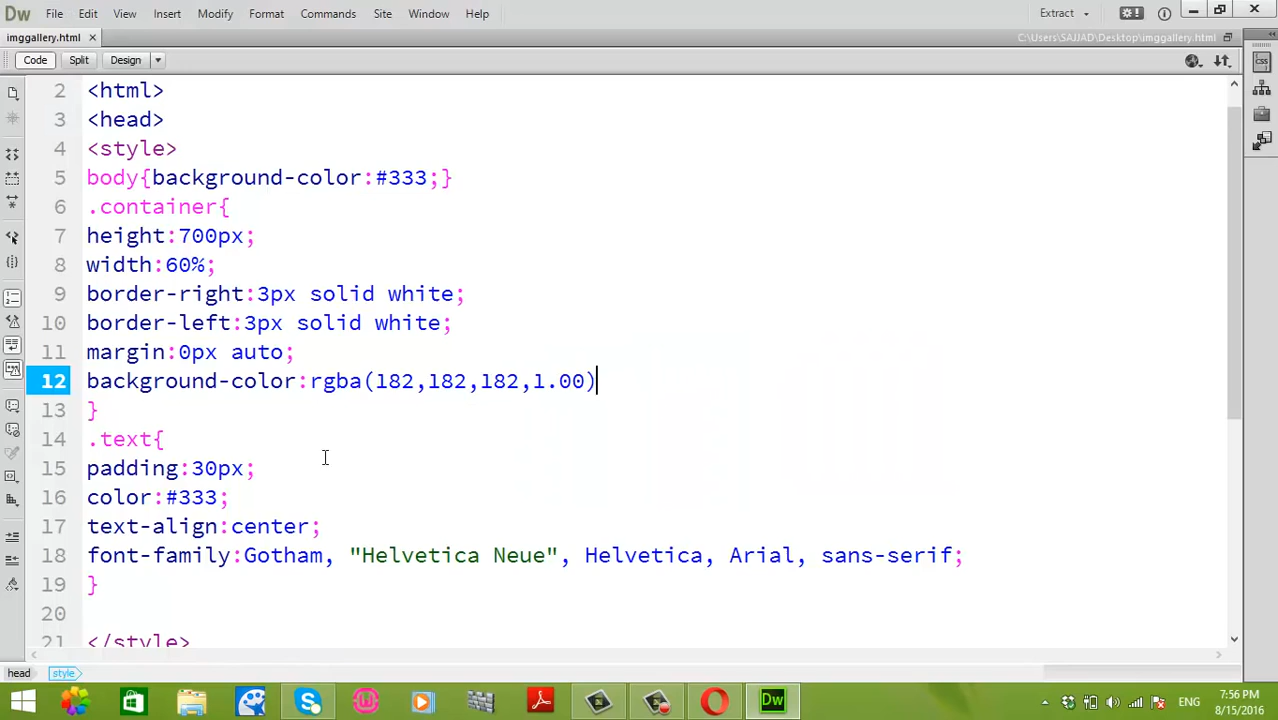 Dw File Edit View Insert Modify Format Commands Site Window Help Extract
imggallery.html × C:\Users\SAJJAD\Desktop\imggallery.html
Code Split Design
2 <html>
3 <head>
4 <style>
5 body{background-color:#333;}
6 .container{
7 height:700px;
8 width:60%;
9 border-right:3px solid white;
10 border-left:3px solid white;
11 margin:0px auto;
12 background-color:rgba(182,182,182,1.00)
13 }
14 .text{
15 padding:30px;
16 color:#333;
17 text-align:center;
18 font-family:Gotham, "Helvetica Neue", Helvetica, Arial, sans-serif;
19 }
20
21 </style>
head style
Dw ENG 7:56 PM
8/15/2016